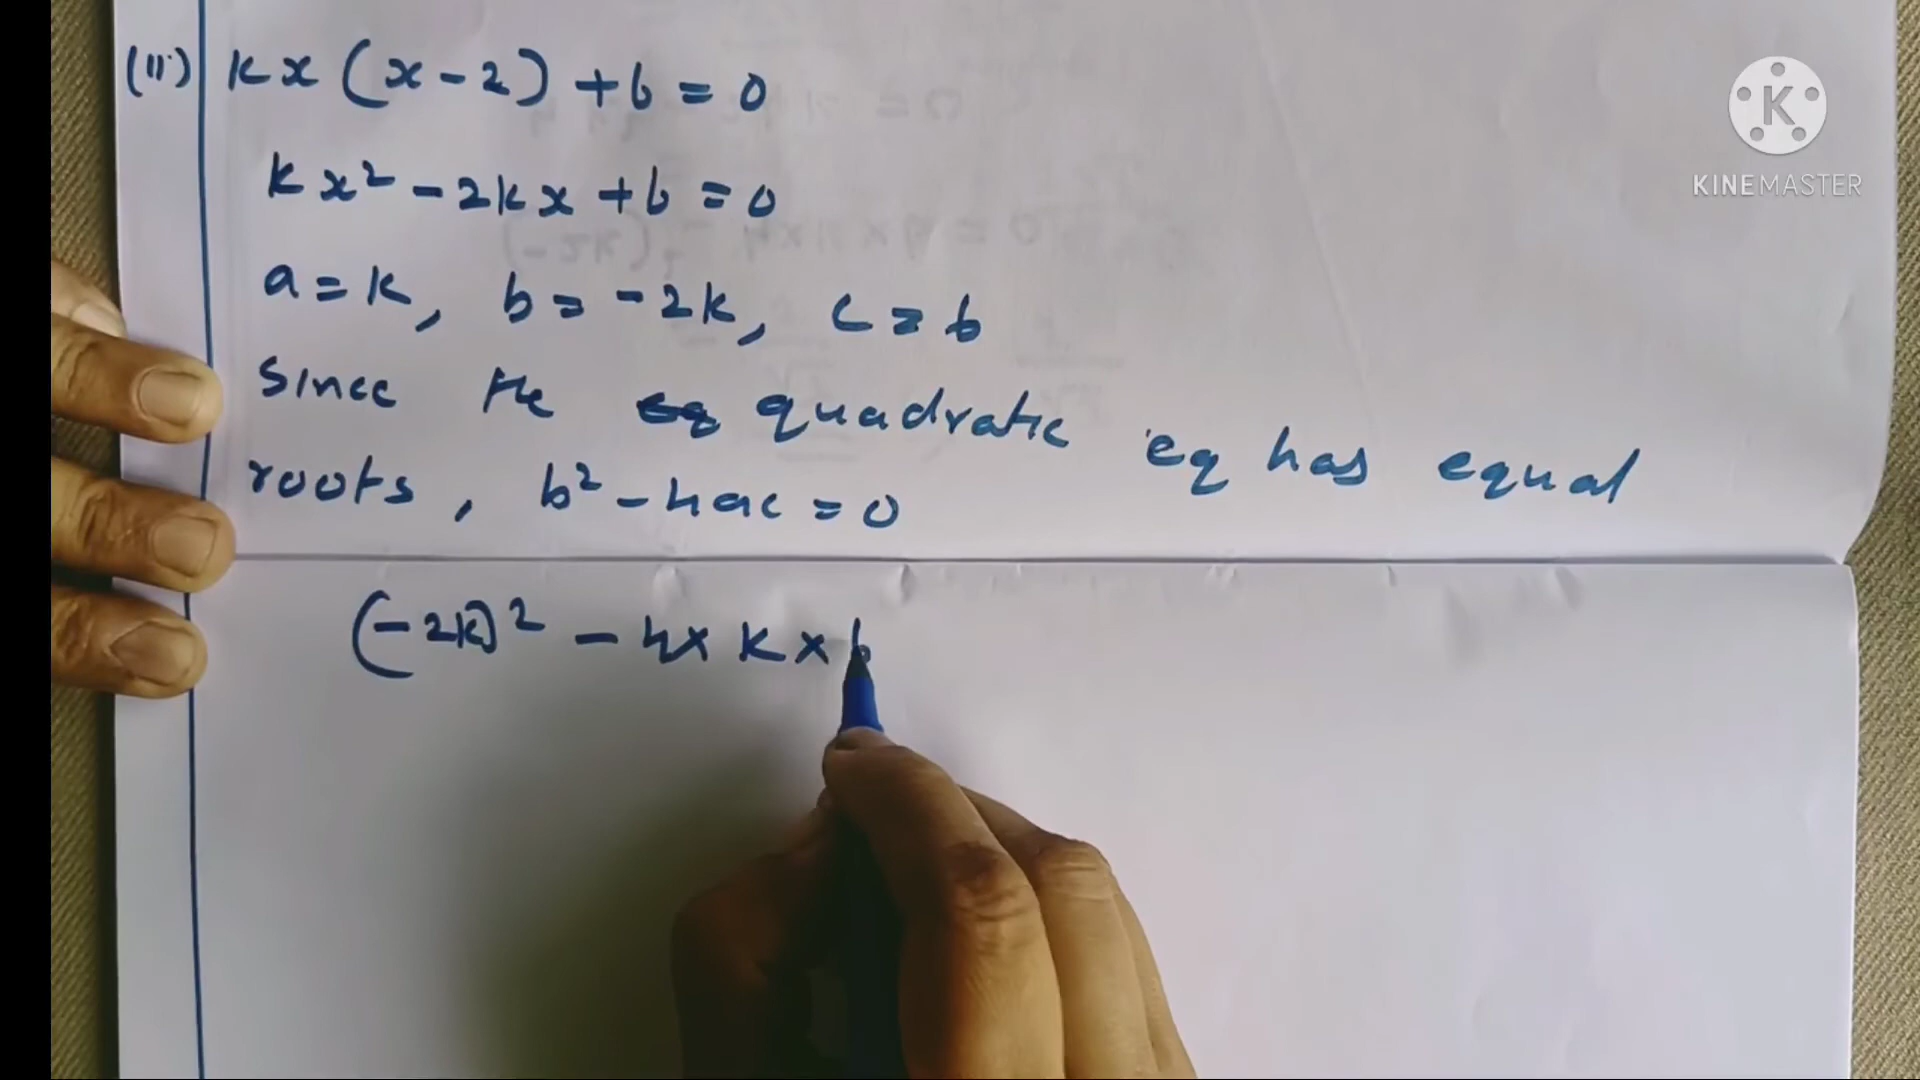 (ii) kx (x - 2) + 6 = 0
kx² - 2kx + 6 = 0
a = k, b = -2k, c = 6
Since the eq quadratic eq has equal
roots, b² - 4ac = 0
(-2k)² - 4 x k x 6
KINEMASTER